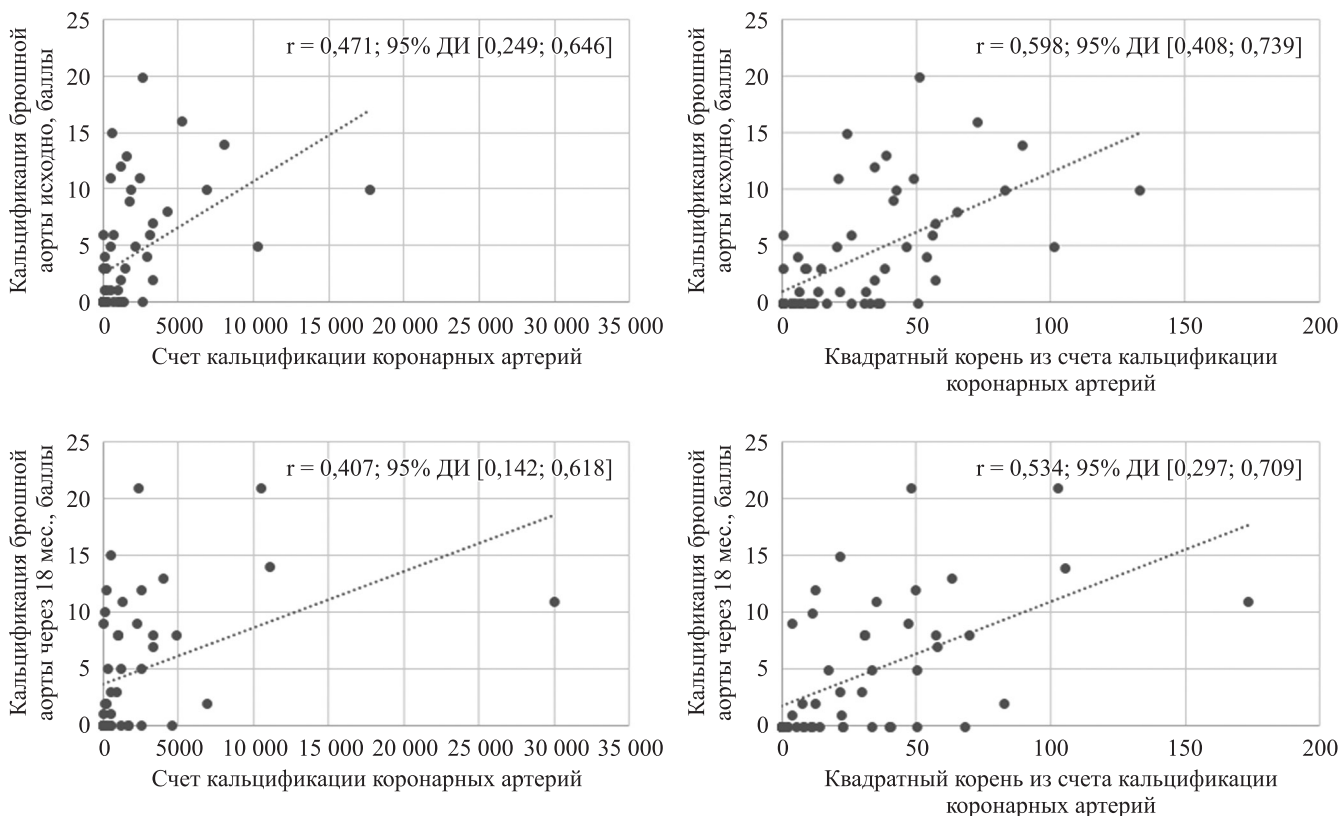 Кальцификация брюшной
аорты исходно, баллы
25
20
15
10
5
0
r = 0,471; 95% ДИ [0,249; 0,646]
0 5000 10 000 15 000 20 000 25 000 30 000 35 000
Счет кальцификации коронарных артерий
Кальцификация брюшной
аорты исходно, баллы
25
20
15
10
5
0
r = 0,598; 95% ДИ [0,408; 0,739]
0 50 100 150 200
Квадратный корень из счета кальцификации
коронарных артерий
Кальцификация брюшной
аорты через 18 мес., баллы
25
20
15
10
5
0
r = 0,407; 95% ДИ [0,142; 0,618]
0 5000 10 000 15 000 20 000 25 000 30 000 35 000
Счет кальцификации коронарных артерий
Кальцификация брюшной
аорты через 18 мес., баллы
25
20
15
10
5
0
r = 0,534; 95% ДИ [0,297; 0,709]
0 50 100 150 200
Квадратный корень из счета кальцификации
коронарных артерий